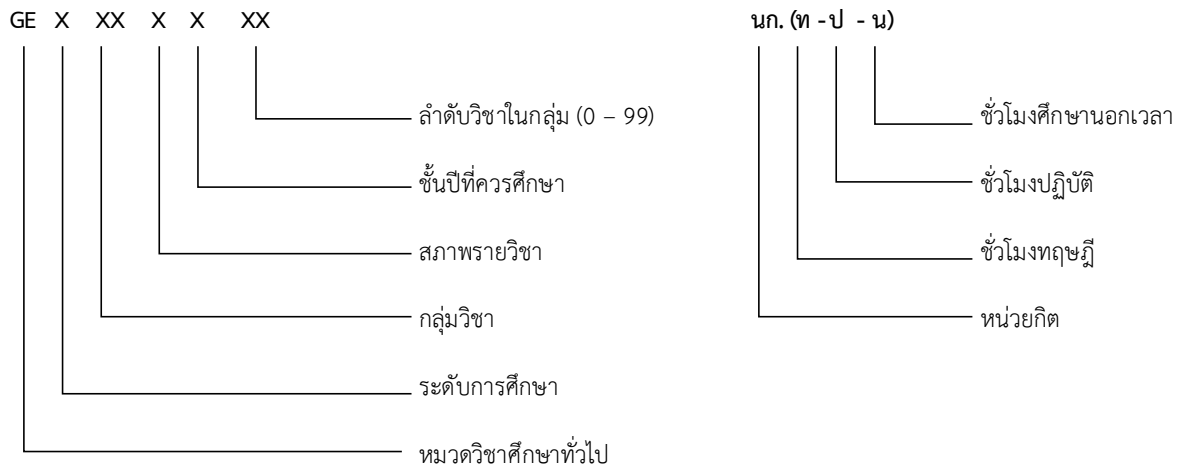 GE X XX X X XX นก. (ท - ป - น)
ลำดับวิชาในกลุ่ม (0 – 99) ชั่วโมงศึกษานอกเวลา
ชั้นปีที่ควรศึกษา ชั่วโมงปฏิบัติ
สภาพรายวิชา ชั่วโมงทฤษฎี
กลุ่มวิชา หน่วยกิต
ระดับการศึกษา
หมวดวิชาศึกษาทั่วไป